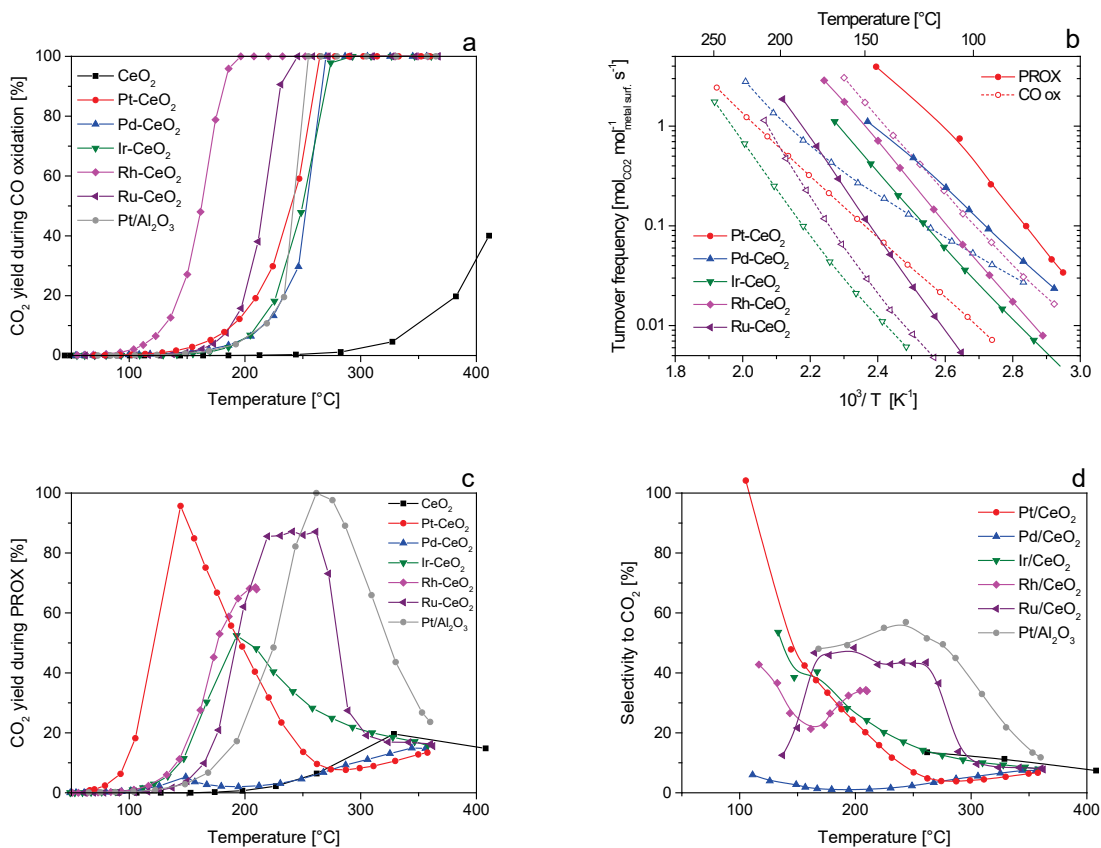 a
CO₂ yield during CO oxidation [%]
100
80
60
40
20
0
CeO₂
Pt-CeO₂
Pd-CeO₂
Ir-CeO₂
Rh-CeO₂
Ru-CeO₂
Pt/Al₂O₃
100 200 300 400
Temperature [°C]
Temperature [°C]
250 200 150 100
b
Turnover frequency [mol_CO2 mol⁻¹_metal surf. s⁻¹]
1
0.1
0.01
PROX
CO ox
Pt-CeO₂
Pd-CeO₂
Ir-CeO₂
Rh-CeO₂
Ru-CeO₂
1.8 2.0 2.2 2.4 2.6 2.8 3.0
10³/ T [K⁻¹]
c
CO₂ yield during PROX [%]
100
80
60
40
20
0
CeO₂
Pt-CeO₂
Pd-CeO₂
Ir-CeO₂
Rh-CeO₂
Ru-CeO₂
Pt/Al₂O₃
100 200 300 400
Temperature [°C]
d
Selectivity to CO₂ [%]
100
80
60
40
20
0
Pt/CeO₂
Pd/CeO₂
Ir/CeO₂
Rh/CeO₂
Ru/CeO₂
Pt/Al₂O₃
100 200 300 400
Temperature [°C]